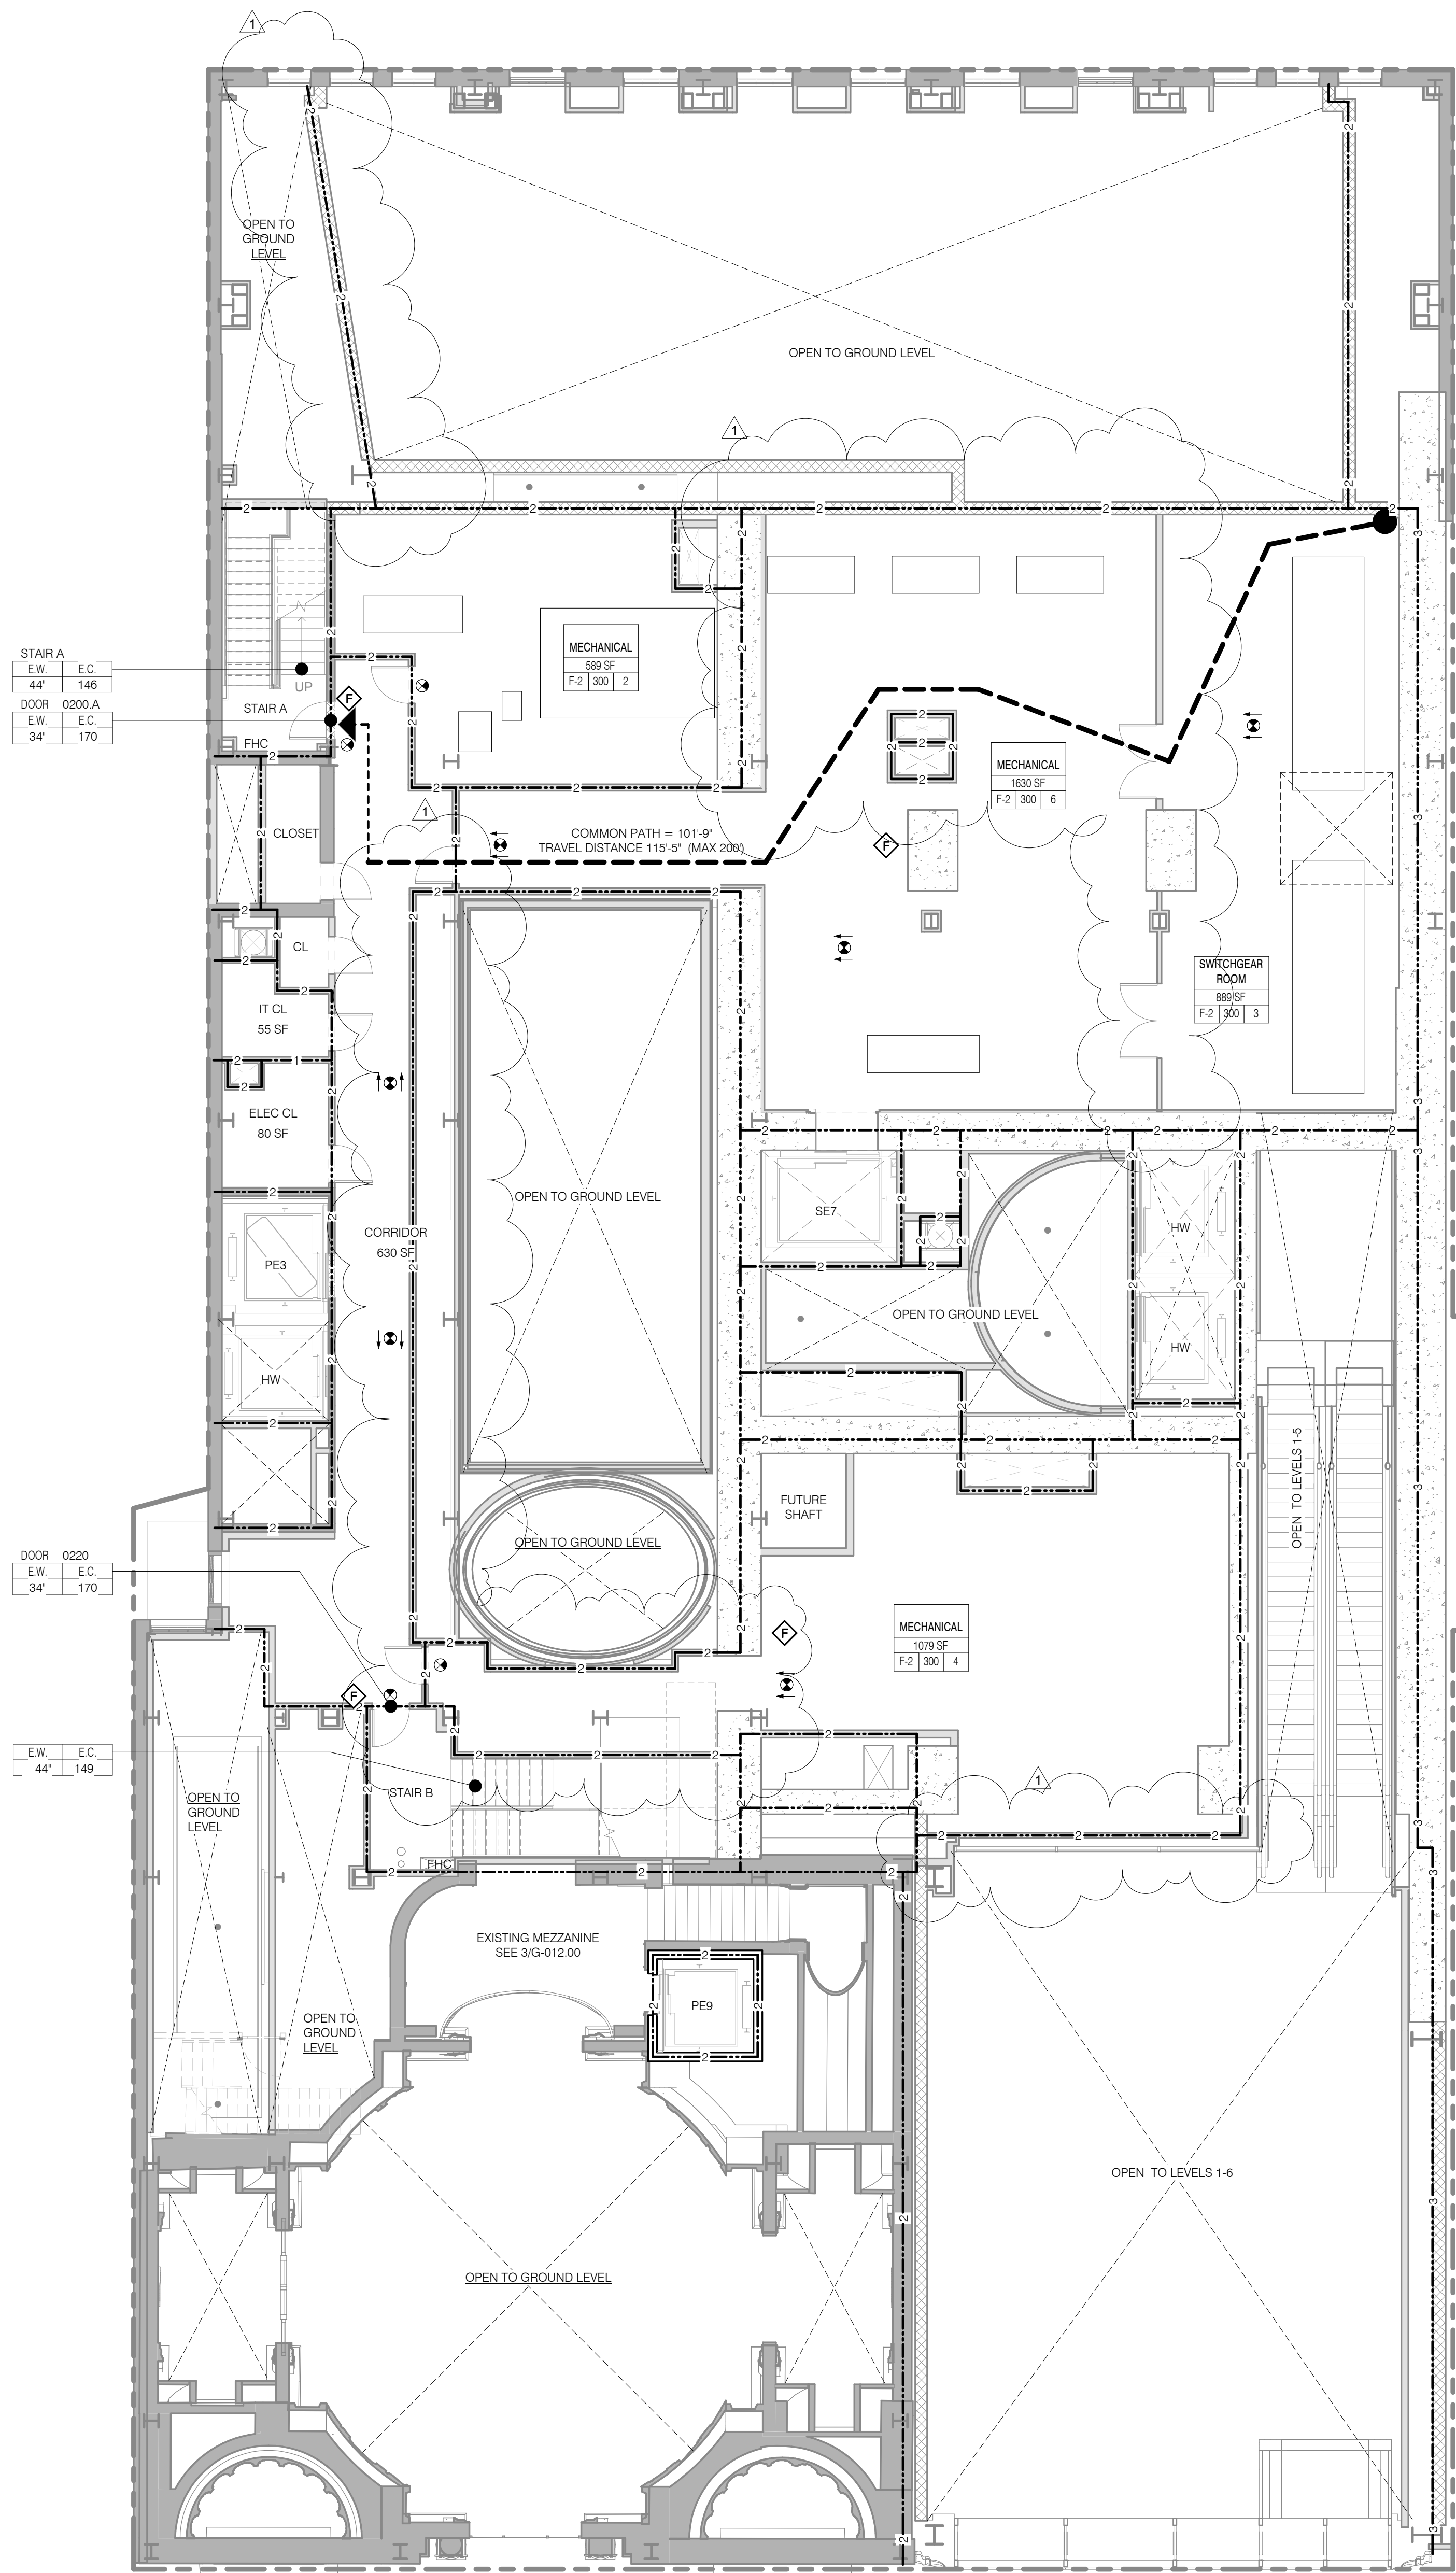 1
OPEN TO
GROUND
LEVEL
OPEN TO GROUND LEVEL
1
STAIR A
E.W. E.C.
44" 146
DOOR 0200.A
E.W. E.C.
34" 170
UP
STAIR A
F
FHC
MECHANICAL
589 SF
F-2 300 2
MECHANICAL
1630 SF
F-2 300 6
1
COMMON PATH = 101'-9"
TRAVEL DISTANCE 115'-5" (MAX 200')
F
CLOSET
CL
IT CL
55 SF
ELEC CL
80 SF
SWITCHGEAR
ROOM
889 SF
F-2 300 3
OPEN TO GROUND LEVEL
CORRIDOR
630 SF
PE3
HW
SE7
HW
OPEN TO GROUND LEVEL
HW
OPEN TO LEVELS 1-5
FUTURE
SHAFT
OPEN TO GROUND LEVEL
DOOR 0220
E.W. E.C.
34" 170
MECHANICAL
1079 SF
F-2 300 4
F
F
E.W. E.C.
44" 149
STAIR B
1
OPEN TO
GROUND
LEVEL
FHC
EXISTING MEZZANINE
SEE 3/G-012.00
PE9
OPEN TO
GROUND
LEVEL
OPEN TO LEVELS 1-6
OPEN TO GROUND LEVEL